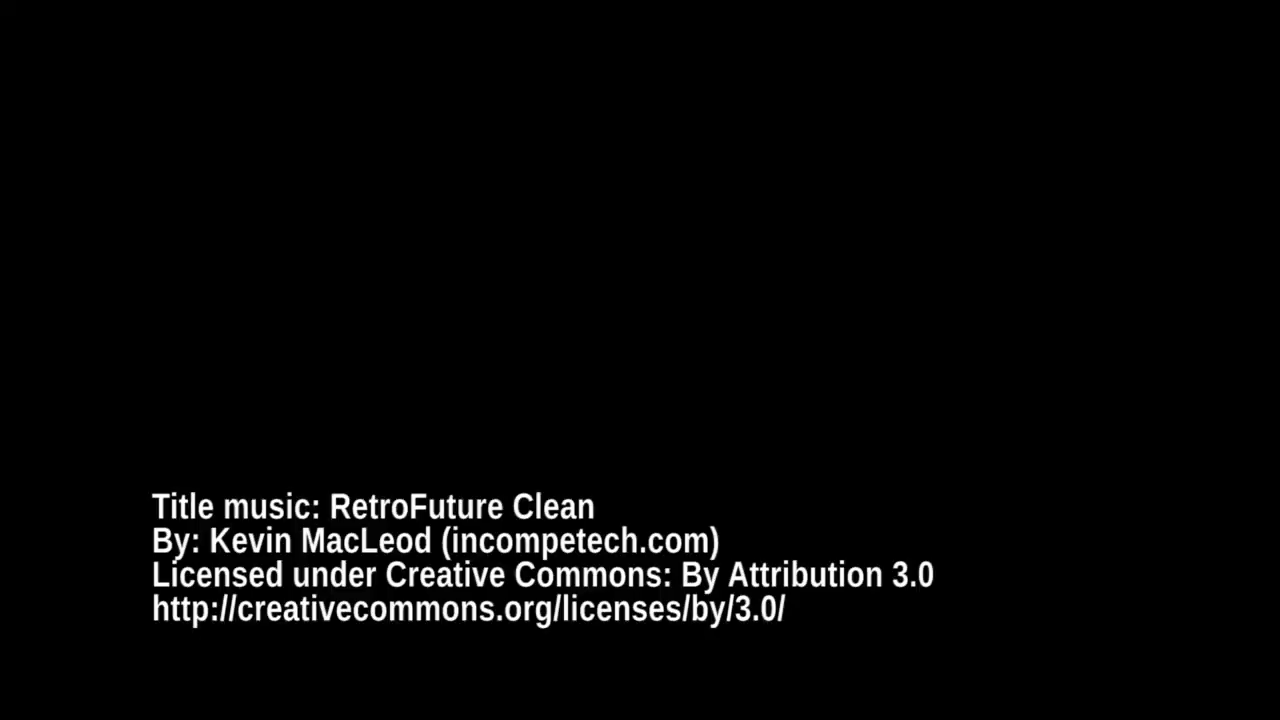 Title music: RetroFuture Clean
By: Kevin MacLeod (incompetech.com)
Licensed under Creative Commons: By Attribution 3.0
http://creativecommons.org/licenses/by/3.0/